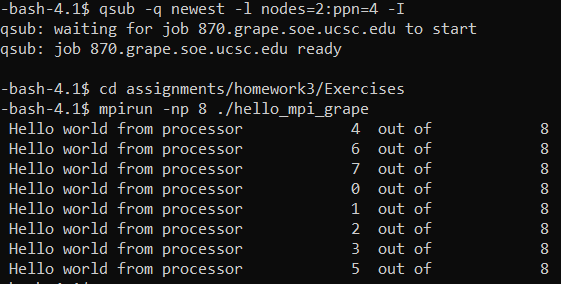 -bash-4.1$ qsub -q newest -l nodes=2:ppn=4 -I
qsub: waiting for job 870.grape.soe.ucsc.edu to start
qsub: job 870.grape.soe.ucsc.edu ready
-bash-4.1$ cd assignments/homework3/Exercises
-bash-4.1$ mpirun -np 8 ./hello_mpi_grape
Hello world from processor 4 out of 8
Hello world from processor 6 out of 8
Hello world from processor 7 out of 8
Hello world from processor 0 out of 8
Hello world from processor 1 out of 8
Hello world from processor 2 out of 8
Hello world from processor 3 out of 8
Hello world from processor 5 out of 8